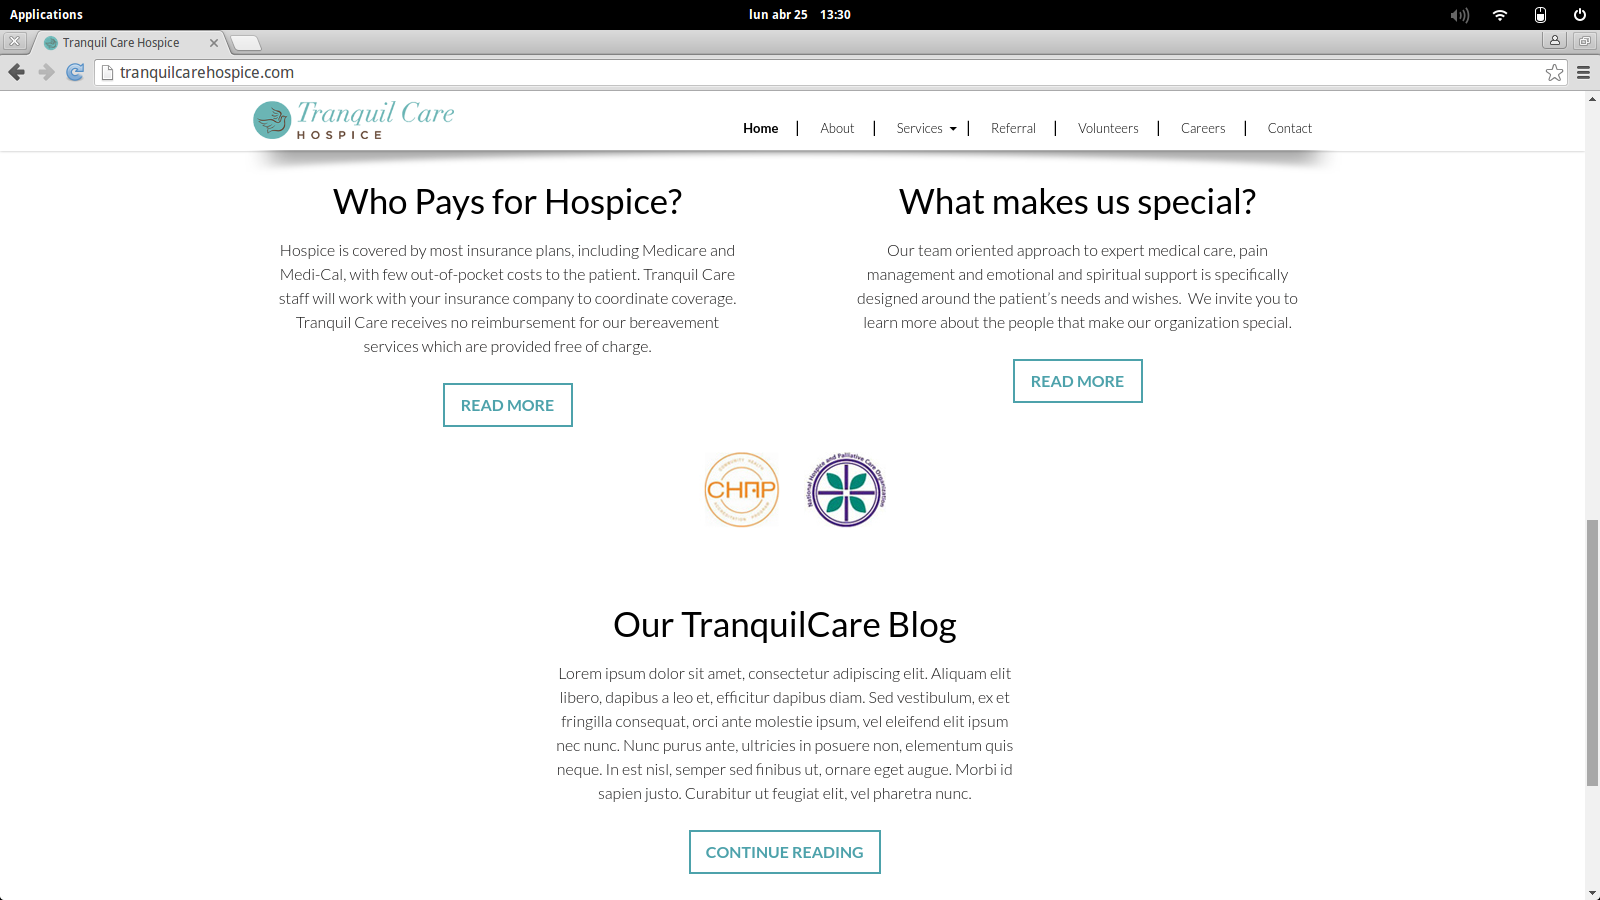 Applications
lun abr 25 13:30
Tranquil Care Hospice
tranquilcarehospice.com
Tranquil Care
HOSPICE
Home | About | Services | Referral | Volunteers | Careers | Contact
Who Pays for Hospice?
Hospice is covered by most insurance plans, including Medicare and
Medi-Cal, with few out-of-pocket costs to the patient. Tranquil Care
staff will work with your insurance company to coordinate coverage.
Tranquil Care receives no reimbursement for our bereavement
services which are provided free of charge.
READ MORE
What makes us special?
Our team oriented approach to expert medical care, pain
management and emotional and spiritual support is specifically
designed around the patient's needs and wishes. We invite you to
learn more about the people that make our organization special.
READ MORE
COMMUNITY HEALTH
CHAP
ACCREDITATION PROGRAM
National Hospice and Palliative Care Organization
Our TranquilCare Blog
Lorem ipsum dolor sit amet, consectetur adipiscing elit. Aliquam elit
libero, dapibus a leo et, efficitur dapibus diam. Sed vestibulum, ex et
fringilla consequat, orci ante molestie ipsum, vel eleifend elit ipsum
nec nunc. Nunc purus ante, ultricies in posuere non, elementum quis
neque. In est nisl, semper sed finibus ut, ornare eget augue. Morbi id
sapien justo. Curabitur ut feugiat elit, vel pharetra nunc.
CONTINUE READING